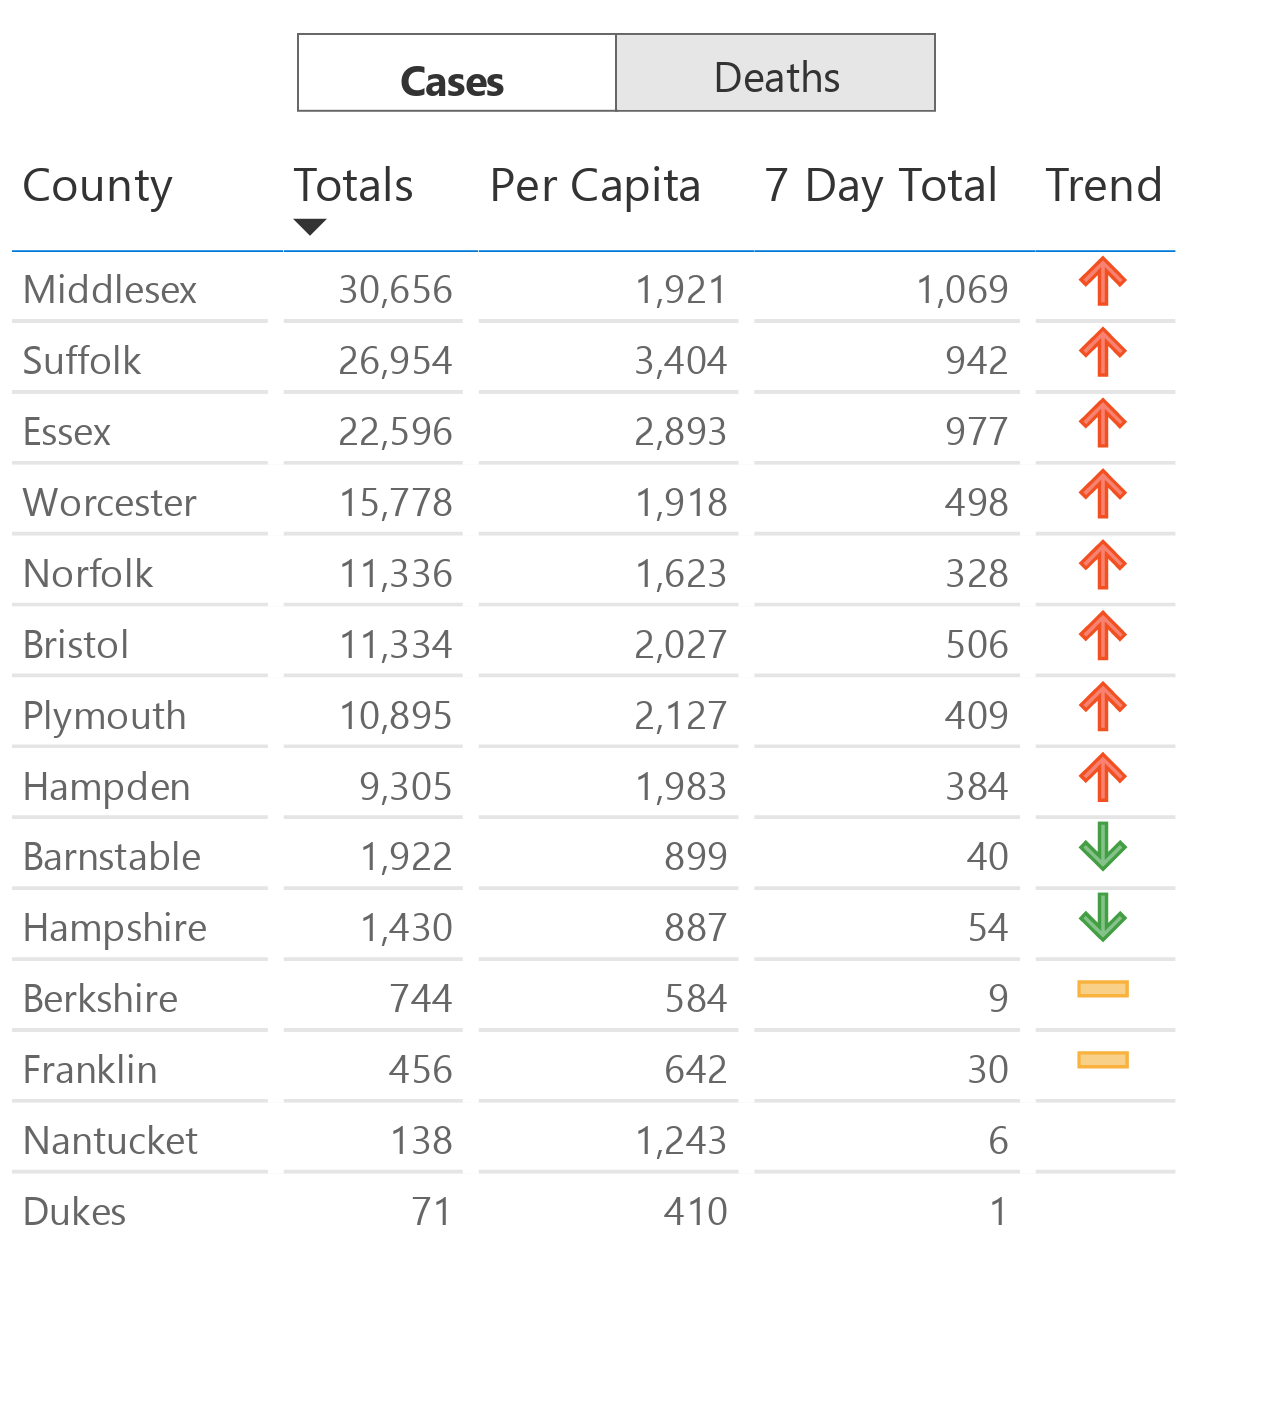 Cases Deaths
County Totals Per Capita 7 Day Total Trend
Middlesex 30,656 1,921 1,069
Suffolk 26,954 3,404 942
Essex 22,596 2,893 977
Worcester 15,778 1,918 498
Norfolk 11,336 1,623 328
Bristol 11,334 2,027 506
Plymouth 10,895 2,127 409
Hampden 9,305 1,983 384
Barnstable 1,922 899 40
Hampshire 1,430 887 54
Berkshire 744 584 9
Franklin 456 642 30
Nantucket 138 1,243 6
Dukes 71 410 1